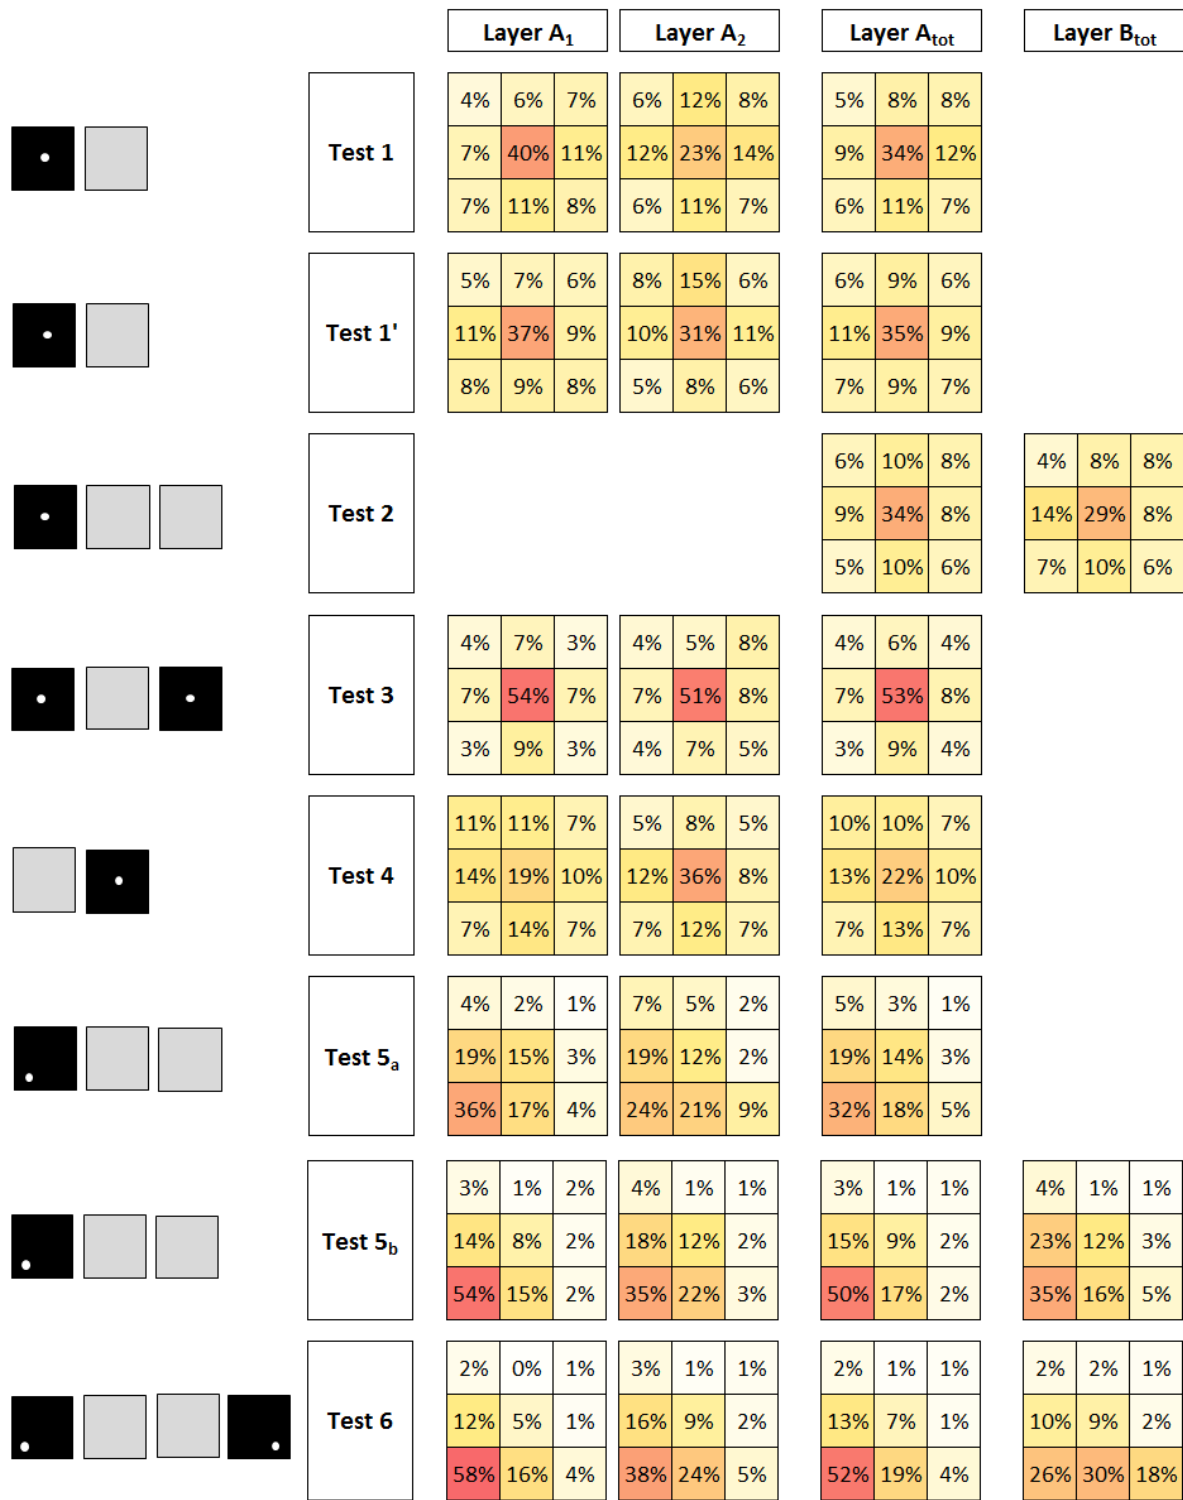 Layer A1 Layer A2 Layer Atot Layer Btot
4% 6% 7% 6% 12% 8% 5% 8% 8%
Test 1 7% 40% 11% 12% 23% 14% 9% 34% 12%
7% 11% 8% 6% 11% 7% 6% 11% 7%
5% 7% 6% 8% 15% 6% 6% 9% 6%
Test 1' 11% 37% 9% 10% 31% 11% 11% 35% 9%
8% 9% 8% 5% 8% 6% 7% 9% 7%
6% 10% 8% 4% 8% 8%
Test 2 9% 34% 8% 14% 29% 8%
5% 10% 6% 7% 10% 6%
4% 7% 3% 4% 5% 8% 4% 6% 4%
Test 3 7% 54% 7% 7% 51% 8% 7% 53% 8%
3% 9% 3% 4% 7% 5% 3% 9% 4%
11% 11% 7% 5% 8% 5% 10% 10% 7%
Test 4 14% 19% 10% 12% 36% 8% 13% 22% 10%
7% 14% 7% 7% 12% 7% 7% 13% 7%
4% 2% 1% 7% 5% 2% 5% 3% 1%
Test 5a 19% 15% 3% 19% 12% 2% 19% 14% 3%
36% 17% 4% 24% 21% 9% 32% 18% 5%
3% 1% 2% 4% 1% 1% 3% 1% 1% 4% 1% 1%
Test 5b 14% 8% 2% 18% 12% 2% 15% 9% 2% 23% 12% 3%
54% 15% 2% 35% 22% 3% 50% 17% 2% 35% 16% 5%
2% 0% 1% 3% 1% 1% 2% 1% 1% 2% 2% 1%
Test 6 12% 5% 1% 16% 9% 2% 13% 7% 1% 10% 9% 2%
58% 16% 4% 38% 24% 5% 52% 19% 4% 26% 30% 18%